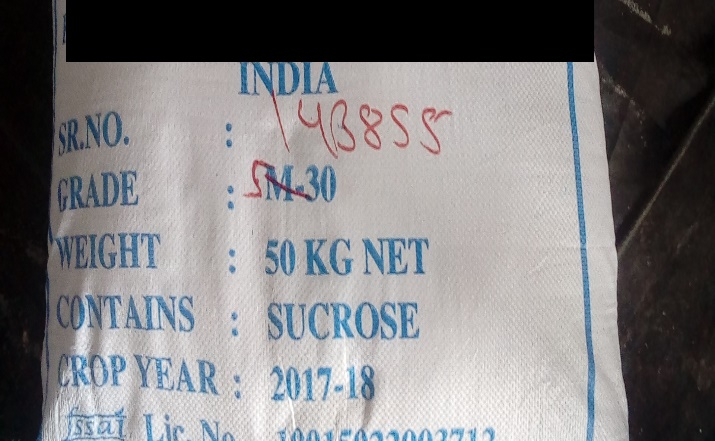 INDIA
SR.NO. : 143855
GRADE : SM-30
WEIGHT : 50 KG NET
CONTAINS : SUCROSE
CROP YEAR : 2017-18
fssai Lic. No.